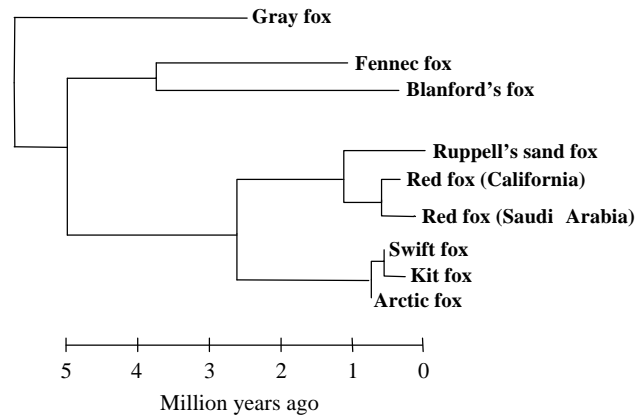 Gray fox
Fennec fox
Blanford's fox
Ruppell's sand fox
Red fox (California)
Red fox (Saudi Arabia)
Swift fox
Kit fox
Arctic fox
5 4 3 2 1 0
Million years ago